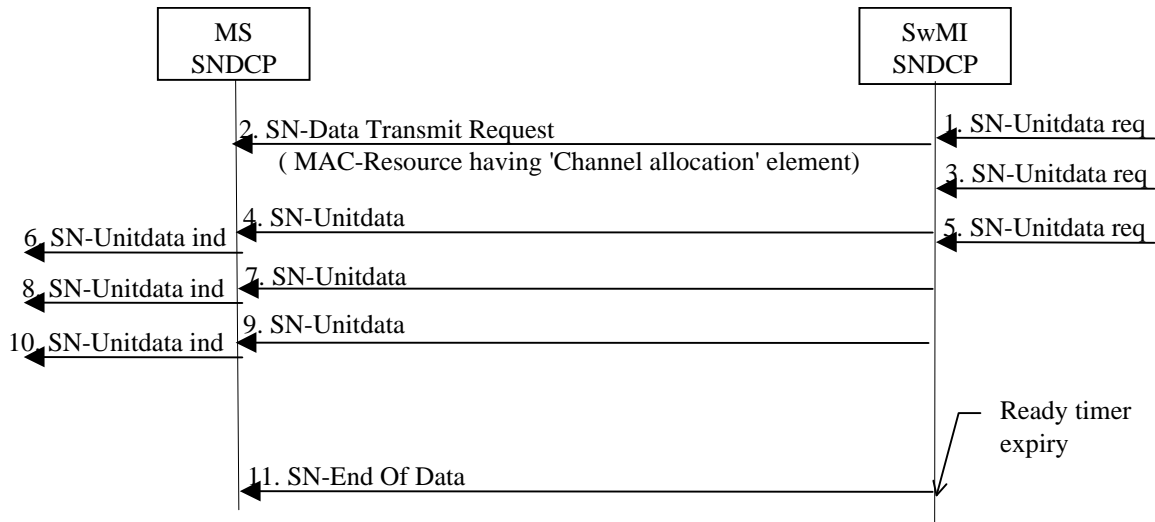 MS
SNDCP
SwMI
SNDCP
1. SN-Unitdata req
2. SN-Data Transmit Request
( MAC-Resource having 'Channel allocation' element)
3. SN-Unitdata req
4. SN-Unitdata
5. SN-Unitdata req
6. SN-Unitdata ind
7. SN-Unitdata
8. SN-Unitdata ind
9. SN-Unitdata
10. SN-Unitdata ind
Ready timer
expiry
11. SN-End Of Data